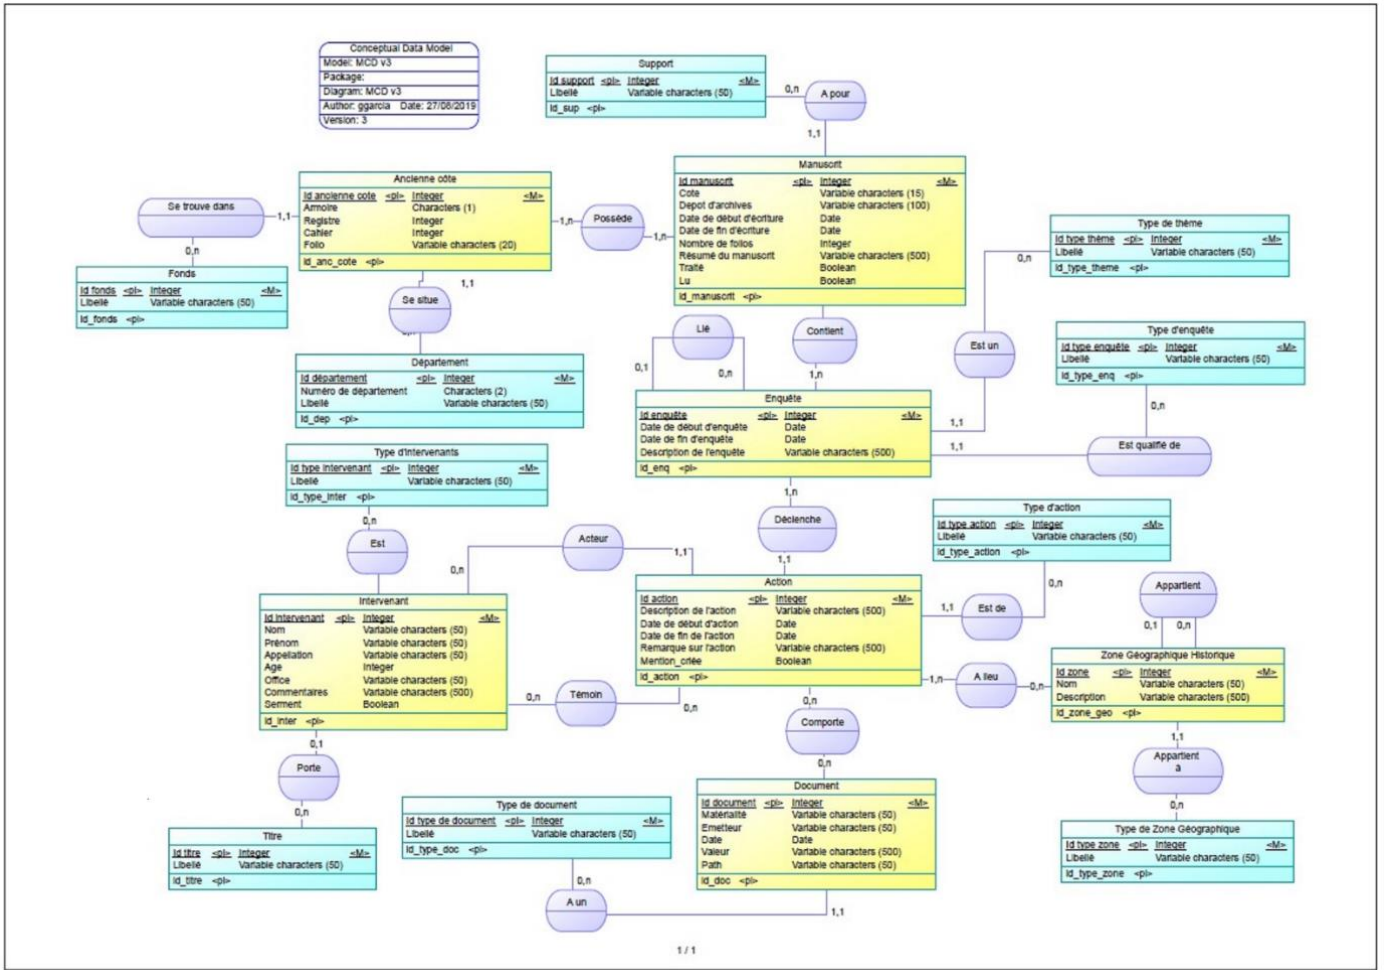 Conceptual Data Model
Model: MCD v3
Package:
Diagram: MCD v3
Author: ggarcia Date: 27/08/2019
Version: 3
Support
Id support <pi> Integer <M>
Libellé Variable characters (50)
Id_sup <pi>
0,n
A pour
1,1
Ancienne côte
Id ancienne cote <pi> Integer <M>
Armoire Characters (1)
Registre Integer
Cahier Integer
Folio Variable characters (20)
Id_anc_cote <pi>
Se trouve dans
1,1
0,n
Fonds
Id fonds <pi> Integer <M>
Libellé Variable characters (50)
Id_fonds <pi>
1,n
Possède
1,n
Manuscrit
Id manuscrit <pi> Integer <M>
Cote Variable characters (15)
Depot d'archives Variable characters (100)
Date de début d'écriture Date
Date de fin d'écriture Date
Nombre de folios Integer
Résumé du manuscrit Variable characters (500)
Traité Boolean
Lu Boolean
Id_manuscrit <pi>
Type de thème
Id type thème <pi> Integer <M>
Libellé Variable characters (50)
Id_type_theme <pi>
0,n
Est un
1,1
1,1
Se situe
0,n
Département
Id département <pi> Integer <M>
Numéro de département Characters (2)
Libellé Variable characters (50)
Id_dep <pi>
Lié
0,1
0,n
Contient
1,n
Type d'enquête
Id type enquête <pi> Integer <M>
Libellé Variable characters (50)
Id_type_enq <pi>
0,n
Est qualifié de
1,1
Enquête
Id enquête <pi> Integer <M>
Date de début d'enquête Date
Date de fin d'enquête Date
Description de l'enquête Variable characters (500)
Id_enq <pi>
1,n
Déclenche
1,1
Type d'intervenants
Id type intervenant <pi> Integer <M>
Libellé Variable characters (50)
Id_type_inter <pi>
0,n
Est
Acteur
0,n
1,1
Type d'action
Id type action <pi> Integer <M>
Libellé Variable characters (50)
Id_type_action <pi>
0,n
Est de
1,1
Action
Id action <pi> Integer <M>
Description de l'action Variable characters (500)
Date de début d'action Date
Date de fin de l'action Date
Remarque sur l'action Variable characters (500)
Mention_criée Boolean
Id_action <pi>
Appartient
0,1
0,n
Intervenant
Id intervenant <pi> Integer <M>
Nom Variable characters (50)
Prénom Variable characters (50)
Appellation Variable characters (50)
Age Integer
Office Variable characters (50)
Commentaires Variable characters (500)
Serment Boolean
Id_inter <pi>
0,n
Témoin
0,n
1,n
A lieu
0,n
Zone Géographique Historique
Id zone <pi> Integer <M>
Nom Variable characters (50)
Description Variable characters (500)
Id_zone_geo <pi>
1,1
Appartient
à
0,n
Type de Zone Géographique
Id type zone <pi> Integer <M>
Libellé Variable characters (50)
Id_type_zone <pi>
0,1
Porte
0,n
Titre
Id titre <pi> Integer <M>
Libellé Variable characters (50)
Id_titre <pi>
0,n
Comporte
0,n
Document
Id document <pi> Integer <M>
Matérialité Variable characters (50)
Emetteur Variable characters (50)
Date Date
Valeur Variable characters (500)
Path Variable characters (50)
Id_doc <pi>
Type de document
Id type de document <pi> Integer <M>
Libellé Variable characters (50)
Id_type_doc <pi>
0,n
A un
1,1
1 / 1